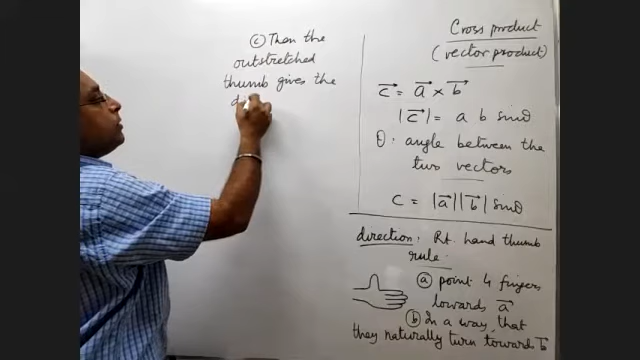 Cross product
(vector product)
c⃗ = a⃗ × b⃗
|c⃗| = a b sinθ
θ: angle between the
two vectors
c = |a⃗||b⃗| sinθ
direction: Rt. hand thumb
rule.
(a) point 4 fingers
towards a⃗
(b) In a way, that
they naturally turn toward b⃗
(c) Then the
outstretched
thumb gives the